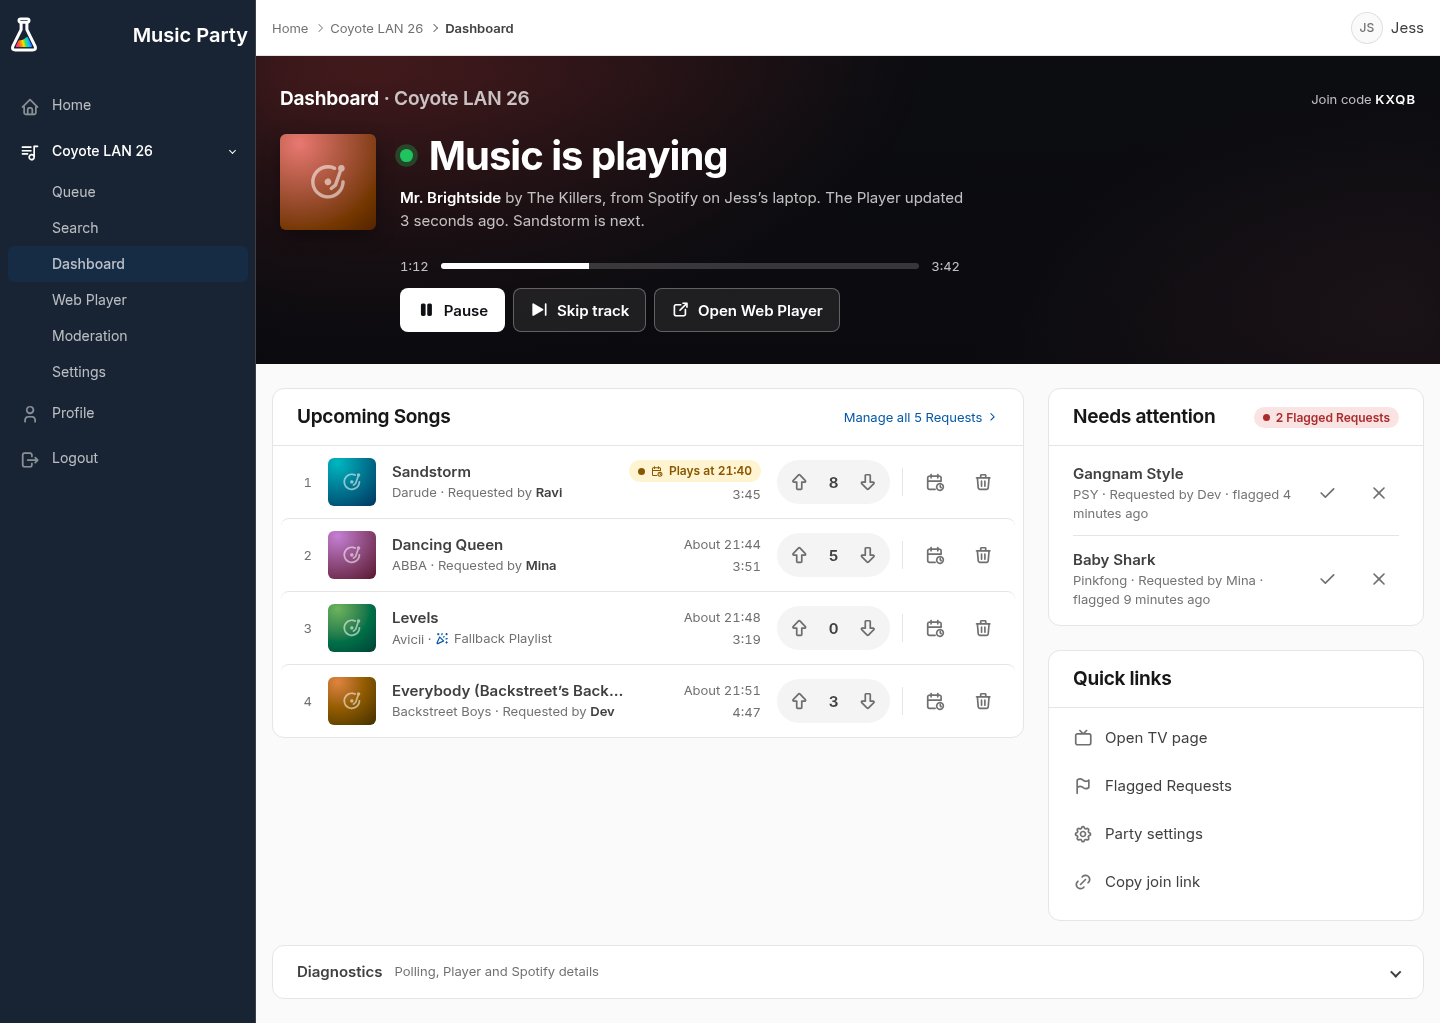 Music Party
Home
Coyote LAN 26
Queue
Search
Dashboard
Web Player
Moderation
Settings
Profile
Logout
Home
Coyote LAN 26
Dashboard
JS
Jess
Dashboard · Coyote LAN 26
Join code KXQB
Music is playing
Mr. Brightside by The Killers, from Spotify on Jess’s laptop. The Player updated
3 seconds ago. Sandstorm is next.
1:12
3:42
Pause
Skip track
Open Web Player
Upcoming Songs
Manage all 5 Requests
1
Sandstorm
Darude · Requested by Ravi
Plays at 21:40
3:45
8
2
Dancing Queen
ABBA · Requested by Mina
About 21:44
3:51
5
3
Levels
Avicii · Fallback Playlist
About 21:48
3:19
0
4
Everybody (Backstreet’s Back...
Backstreet Boys · Requested by Dev
About 21:51
4:47
3
Needs attention
2 Flagged Requests
Gangnam Style
PSY · Requested by Dev · flagged 4
minutes ago
Baby Shark
Pinkfong · Requested by Mina ·
flagged 9 minutes ago
Quick links
Open TV page
Flagged Requests
Party settings
Copy join link
Diagnostics
Polling, Player and Spotify details